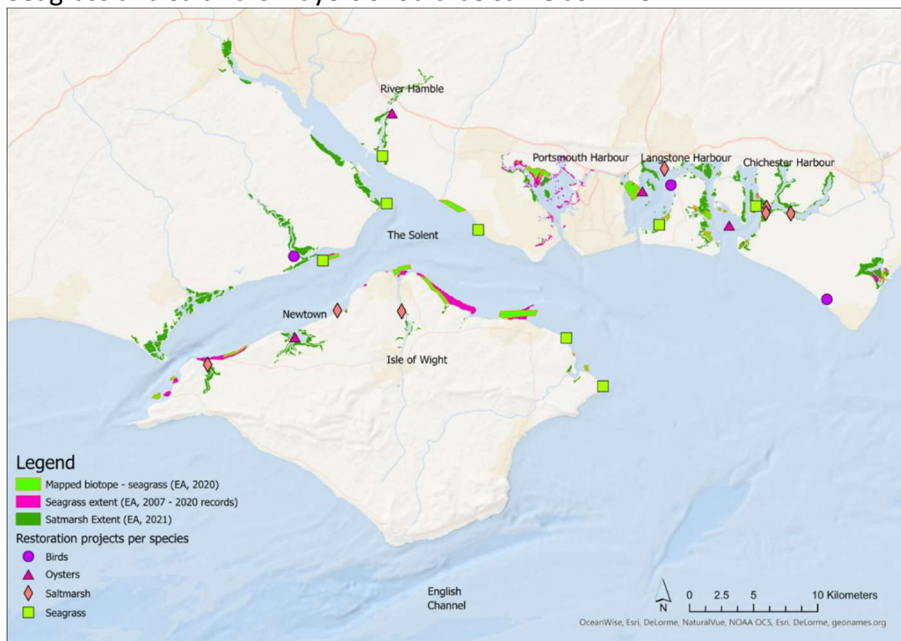 River Hamble
Portsmouth Harbour
Langstone Harbour
Chichester Harbour
The Solent
Newtown
Isle of Wight
Legend
Mapped biotope - seagrass (EA, 2020)
Seagrass extent (EA, 2007 - 2020 records)
Satmarsh Extent (EA, 2021)
Restoration projects per species
Birds
Oysters
Saltmarsh
Seagrass
English
Channel
N
0 2.5 5 10 Kilometers
OceanWise, Esri, DeLorme, NaturalVue, NOAA OCS, Esri, DeLorme, geonames.org